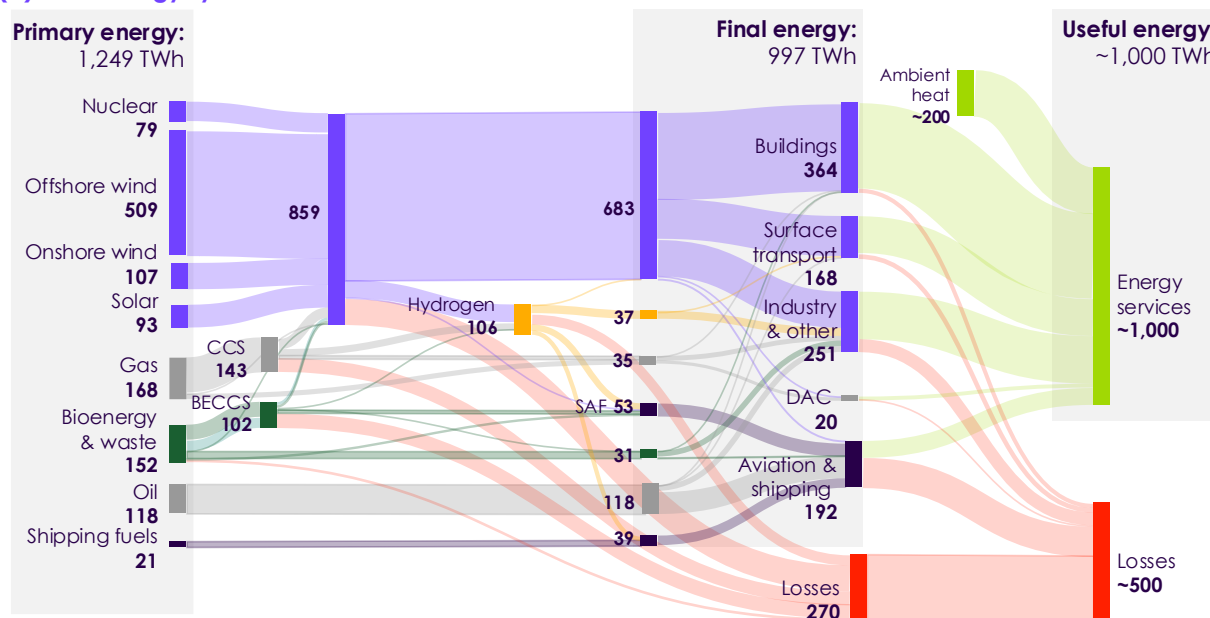 Primary energy:
1,249 TWh
Nuclear
79
Offshore wind
509
Onshore wind
107
Solar
93
Gas
168
Bioenergy
& waste
152
Oil
118
Shipping fuels
21
CCS
143
BECCS
102
859
Hydrogen
106
Final energy:
997 TWh
683
37
35
SAF 53
31
118
39
Buildings
364
Surface
transport
168
Industry
& other
251
DAC
20
Aviation &
shipping
192
Losses
270
Useful energy
~1,000 TWh
Ambient
heat
~200
Energy
services
~1,000
Losses
~500